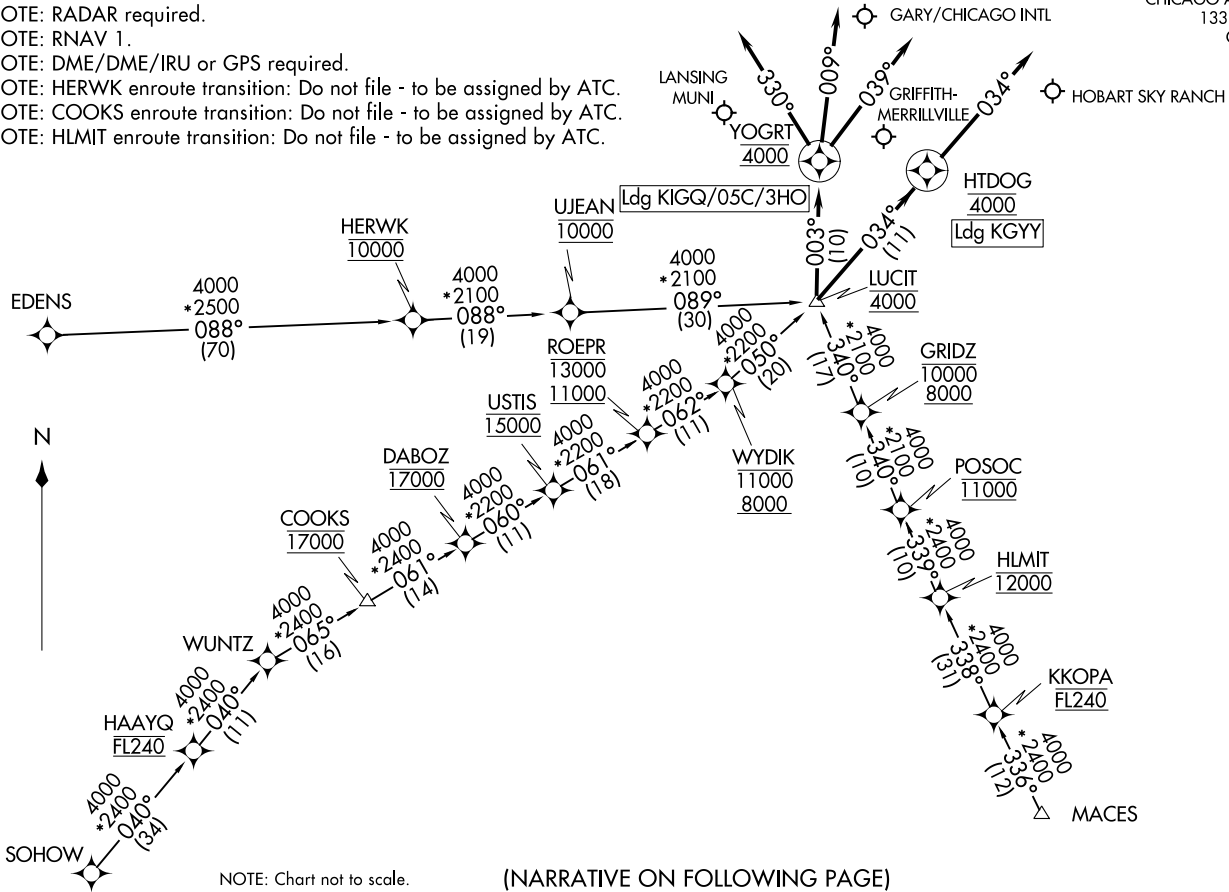 OTE: RADAR required.
OTE: RNAV 1.
OTE: DME/DME/IRU or GPS required.
OTE: HERWK enroute transition: Do not file - to be assigned by ATC.
OTE: COOKS enroute transition: Do not file - to be assigned by ATC.
OTE: HLMIT enroute transition: Do not file - to be assigned by ATC.
CHICAGO A
133
GARY/CHICAGO INTL
330°
009°
039°
034°
LANSING
MUNI
GRIFFITH-
MERRILLVILLE
HOBART SKY RANCH
YOGRT
4000
Ldg KIGQ/05C/3HO
HTDOG
4000
Ldg KGYY
003°
(10)
034°
(11)
LUCIT
4000
HERWK
10000
UJEAN
10000
EDENS
4000
*2500
088°
(70)
4000
*2100
088°
(19)
4000
*2100
089°
(30)
ROEPR
13000
11000
4000
*2200
050°
(20)
4000
*2100
340°
(17)
GRIDZ
10000
8000
USTIS
15000
4000
*2200
062°
(11)
WYDIK
11000
8000
4000
*2100
340°
(10)
POSOC
11000
N
DABOZ
17000
4000
*2200
061°
(18)
COOKS
17000
4000
*2200
060°
(11)
4000
*2400
339°
(10)
HLMIT
12000
4000
*2400
061°
(14)
WUNTZ
4000
*2400
065°
(16)
4000
*2400
338°
(31)
KKOPA
FL240
HAAYQ
FL240
4000
*2400
040°
(11)
4000
*2400
336°
(12)
MACES
4000
*2400
040°
(34)
SOHOW
NOTE: Chart not to scale.
(NARRATIVE ON FOLLOWING PAGE)